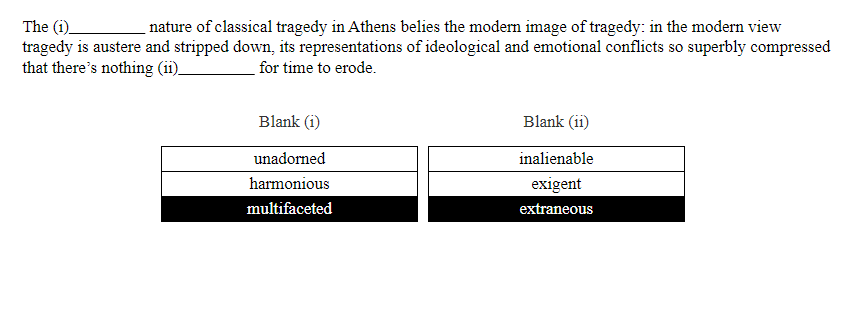 The (i)__________ nature of classical tragedy in Athens belies the modern image of tragedy: in the modern view
tragedy is austere and stripped down, its representations of ideological and emotional conflicts so superbly compressed
that there’s nothing (ii)__________ for time to erode.
Blank (i) Blank (ii)
unadorned inalienable
harmonious exigent
multifaceted extraneous